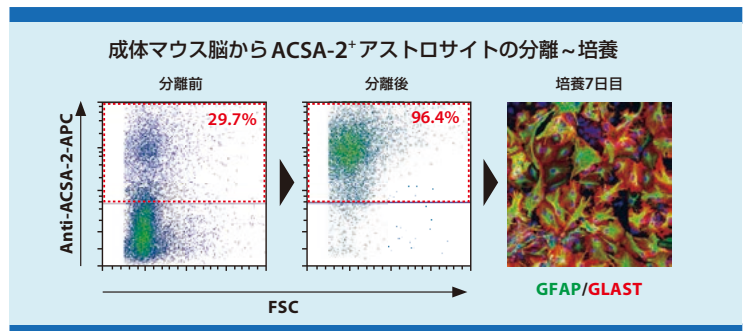 成体マウス脳からACSA-2+アストロサイトの分離～培養
分離前
分離後
培養7日目
29.7%
96.4%
Anti-ACSA-2-APC
FSC
GFAP/GLAST